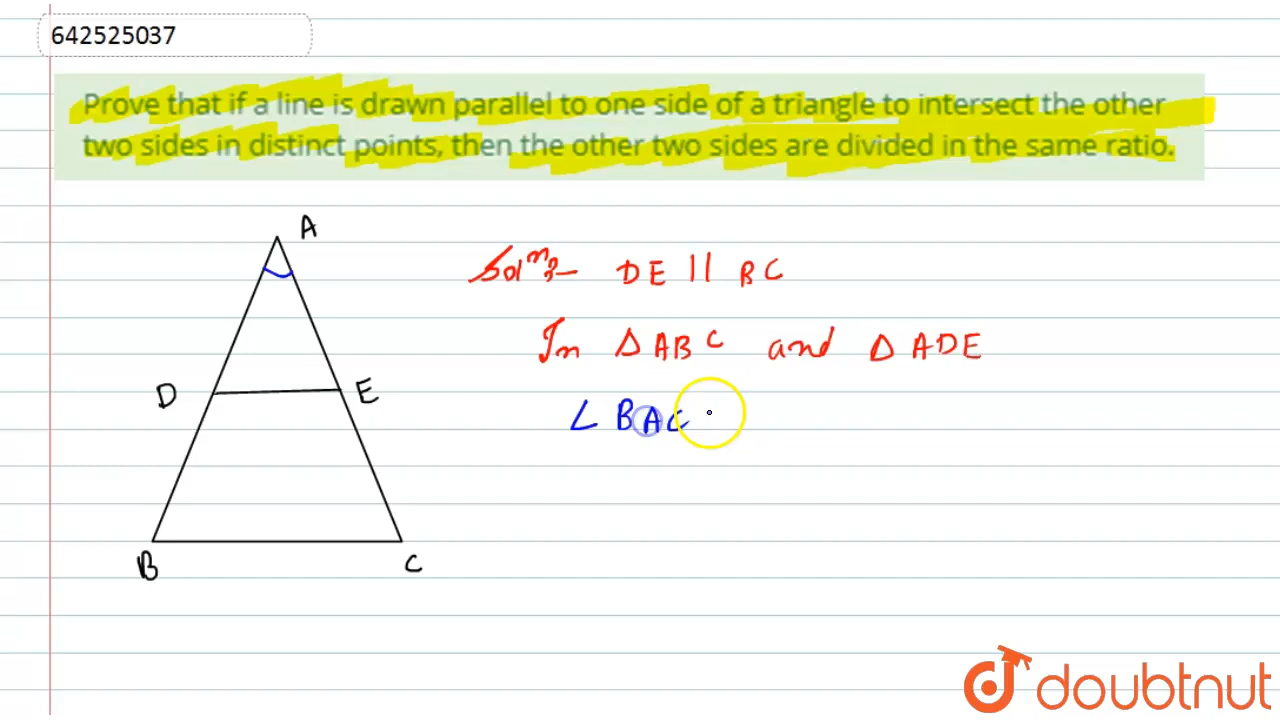 642525037
Prove that if a line is drawn parallel to one side of a triangle to intersect the other
two sides in distinct points, then the other two sides are divided in the same ratio.
A
Solⁿ:- DE || BC
In Δ ABC and Δ ADE
D E
∠ BAC
B C
doubtnut